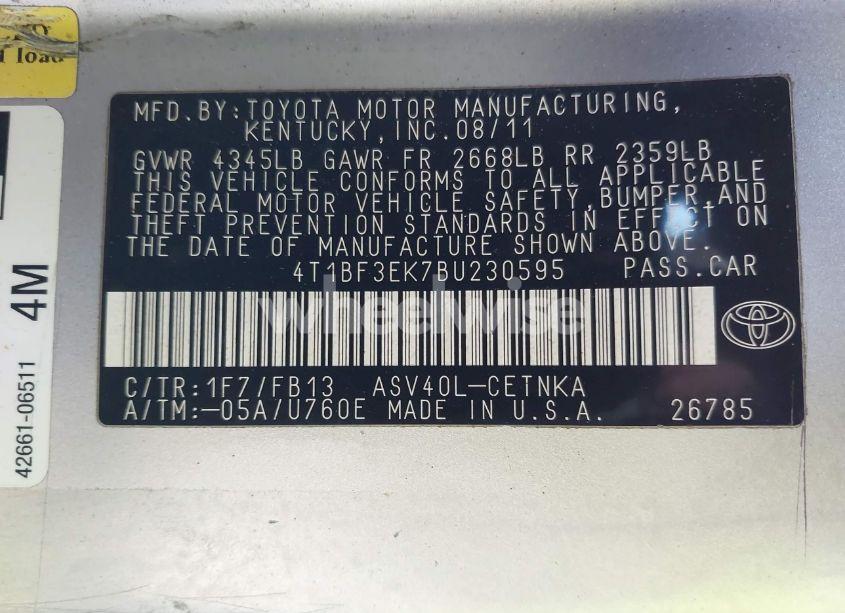 load
MFD. BY: TOYOTA MOTOR MANUFACTURING,
KENTUCKY, INC. 08/11
GVWR 4345LB GAWR FR 2668LB RR 2359LB
THIS VEHICLE CONFORMS TO ALL APPLICABLE
FEDERAL MOTOR VEHICLE SAFETY, BUMPER, AND
THEFT PREVENTION STANDARDS IN EFFECT ON
THE DATE OF MANUFACTURE SHOWN ABOVE.
4T1BF3EK7BU230595 PASS. CAR
wheelwise
C/TR: 1F7/FB13 ASV40L-CETNKA
A/TM:-05A/U760E MADE IN U.S.A. 26785
42661-06511
4M